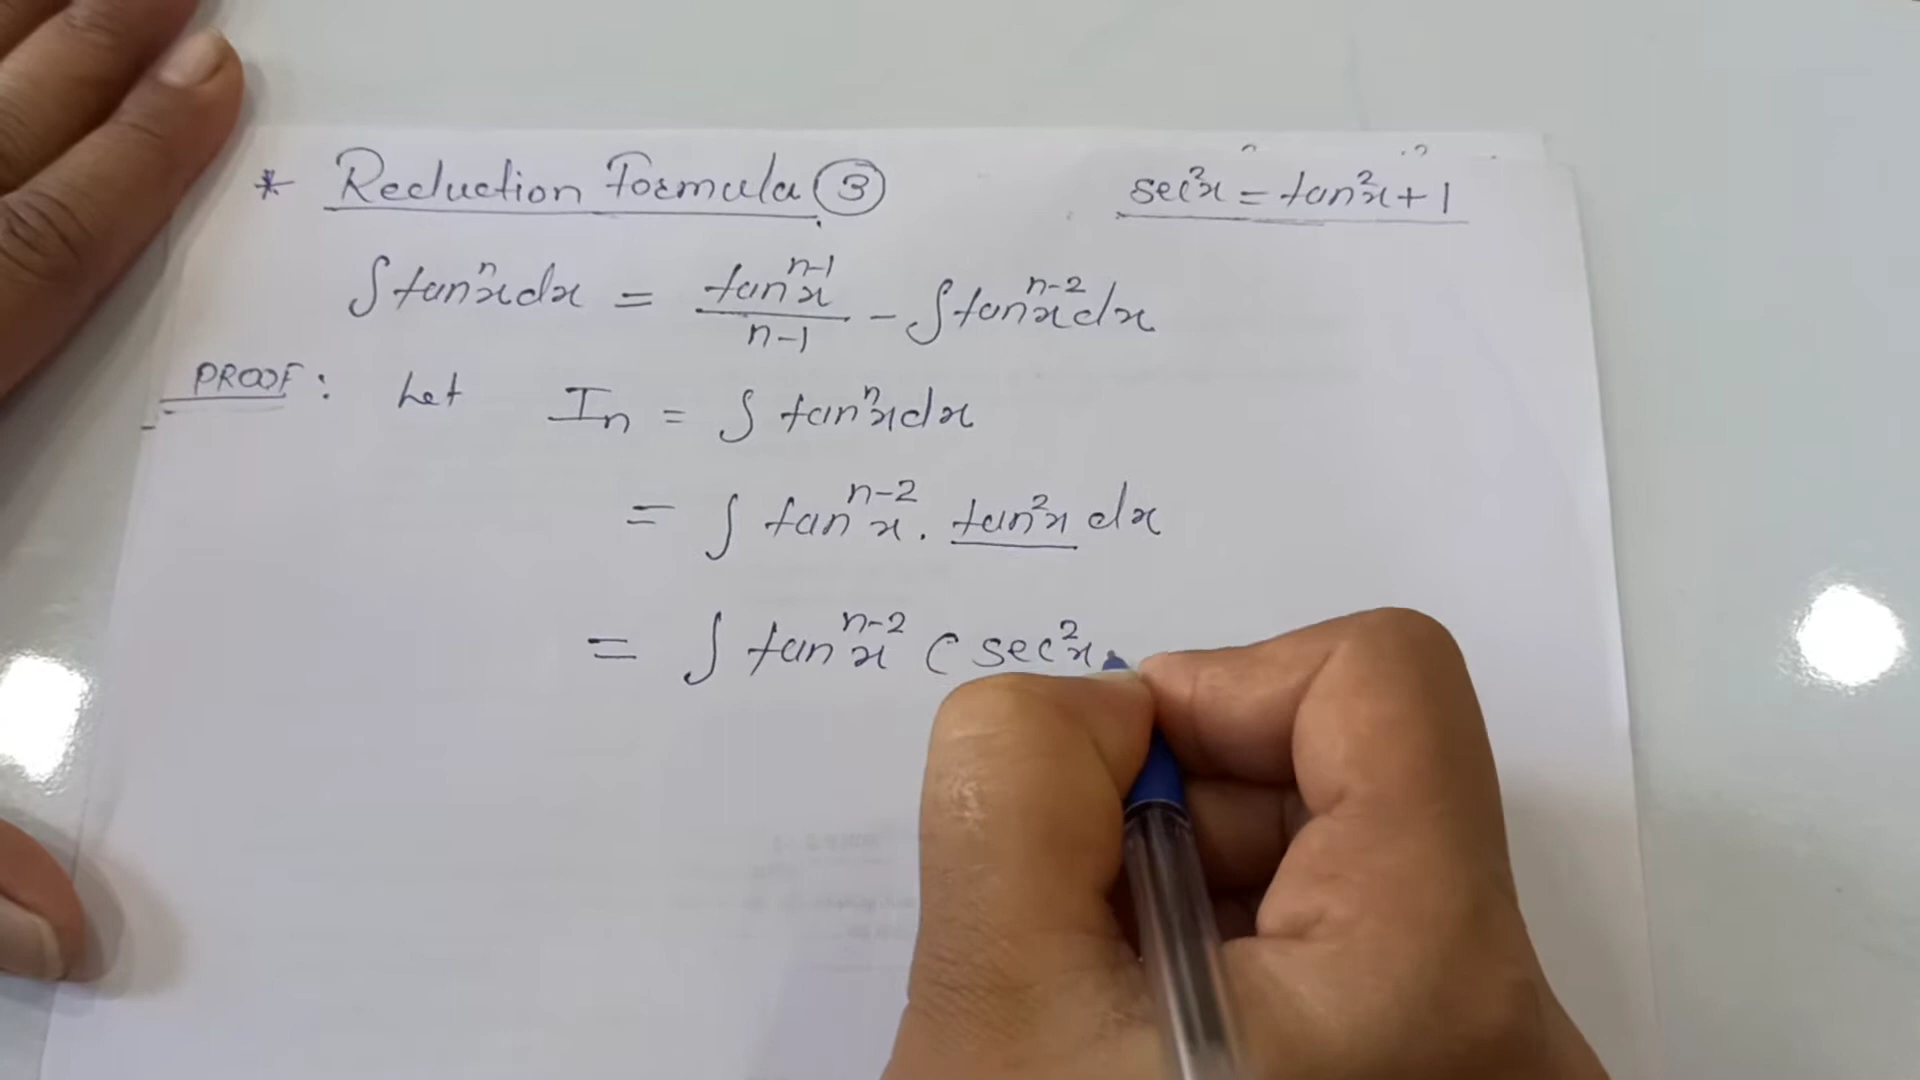 * Reduction Formula ③
sec²x = tan²x + 1
∫tanⁿx dx = tanⁿ⁻¹x / n-1 - ∫tanⁿ⁻²x dx
PROOF : Let Iₙ = ∫ tanⁿx dx
= ∫ tanⁿ⁻²x . tan²x dx
= ∫ tanⁿ⁻²x ( sec²x